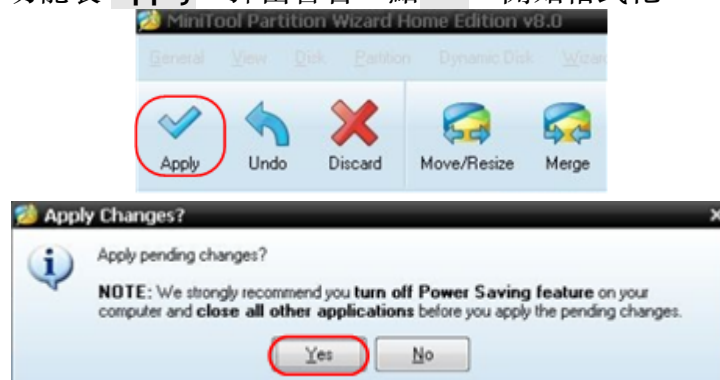 Apply
MiniTool Partition Wizard Home Edition v8.0
General View Disk Partition Dynamic Disk
Apply Undo Discard Move/Resize Merge
Apply Changes?
Apply pending changes?
NOTE: We strongly recommend you turn off Power Saving feature on your
computer and close all other applications before you apply the pending changes.
Yes No